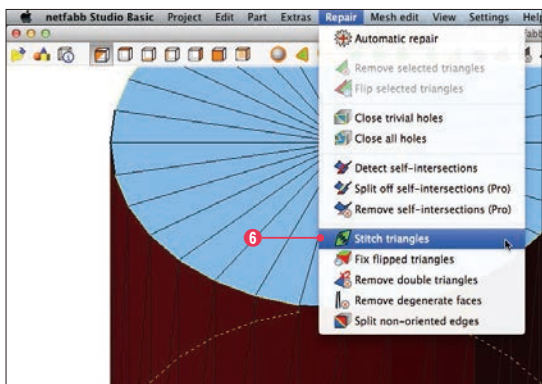 netfabb Studio Basic Project Edit Part Extras Repair Mesh edit View Settings Help
Automatic repair
Remove selected triangles
Flip selected triangles
Close trivial holes
Close all holes
Detect self-intersections
Split off self-intersections (Pro)
Remove self-intersections (Pro)
6
Stitch triangles
Fix flipped triangles
Remove double triangles
Remove degenerate faces
Split non-oriented edges